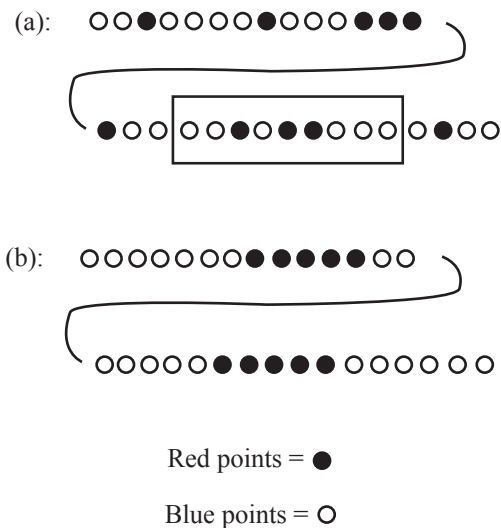 (a):
(b):
Red points = ●
Blue points = ○